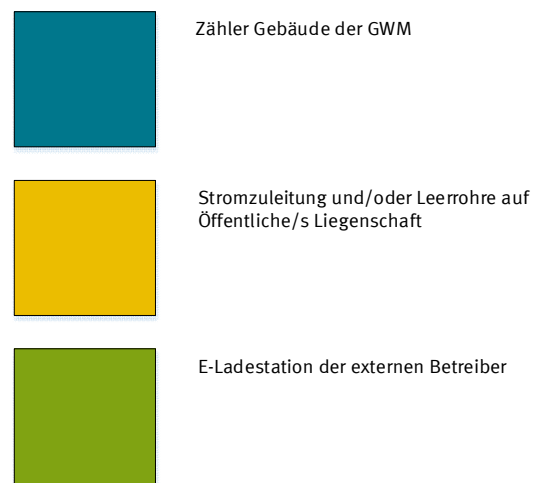 Zähler Gebäude der GWM
Stromzuleitung und/oder Leerrohre auf
Öffentliche/s Liegenschaft
E-Ladestation der externen Betreiber